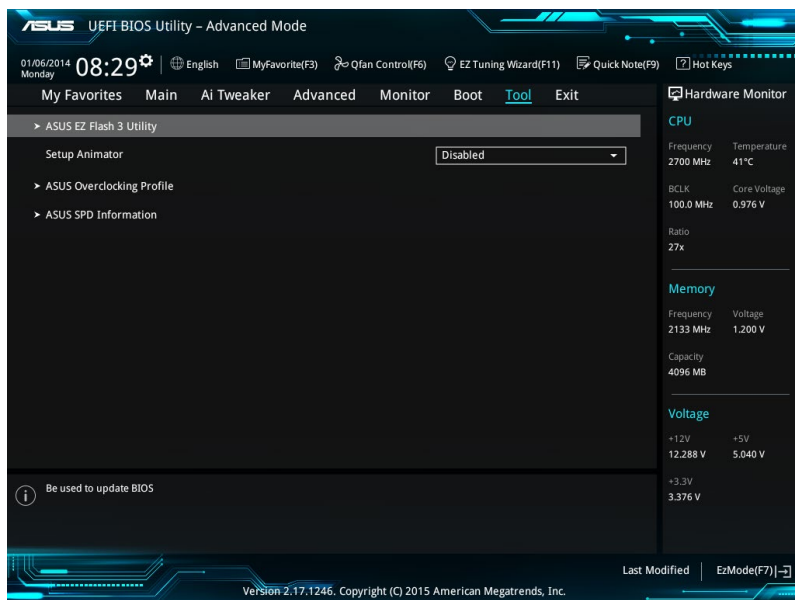 ASUS UEFI BIOS Utility – Advanced Mode
01/06/2014 Monday 08:29 English MyFavorite(F3) Qfan Control(F6) EZ Tuning Wizard(F11) Quick Note(F9) ? Hot Keys
My Favorites Main Ai Tweaker Advanced Monitor Boot Tool Exit
> ASUS EZ Flash 3 Utility
Setup Animator Disabled
> ASUS Overclocking Profile
> ASUS SPD Information
i Be used to update BIOS
Hardware Monitor
CPU
Frequency Temperature
2700 MHz 41°C
BCLK Core Voltage
100.0 MHz 0.976 V
Ratio
27x
Memory
Frequency Voltage
2133 MHz 1.200 V
Capacity
4096 MB
Voltage
+12V +5V
12.288 V 5.040 V
+3.3V
3.376 V
Last Modified EzMode(F7)
Version 2.17.1246. Copyright (C) 2015 American Megatrends, Inc.